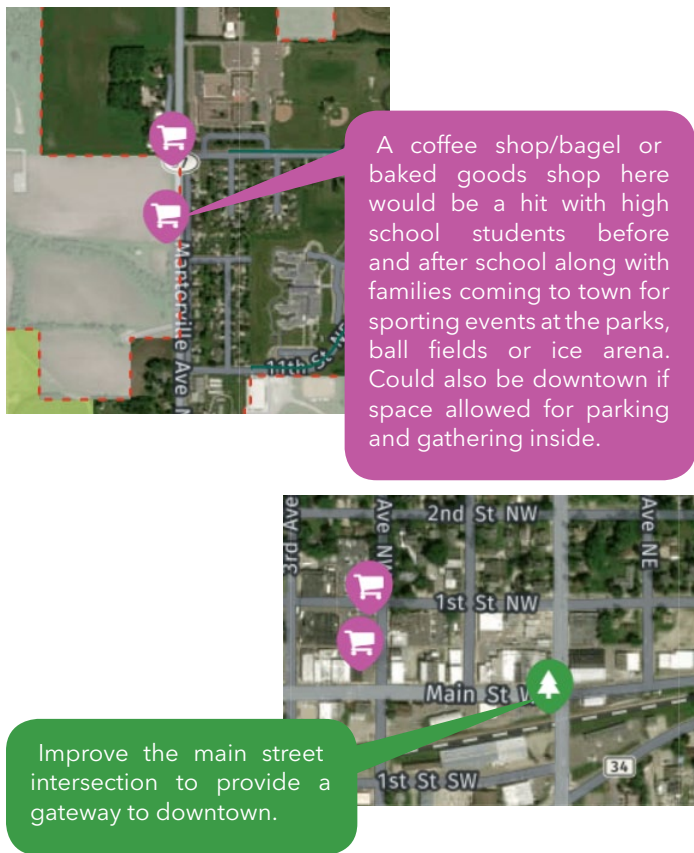 A coffee shop/bagel or
baked goods shop here
would be a hit with high
school students before
and after school along with
families coming to town for
sporting events at the parks,
ball fields or ice arena.
Could also be downtown if
space allowed for parking
and gathering inside.
Mantorville Ave N
11th St NE
3rd Ave
Ave NW
2nd St NW
Ave NE
1st St NW
Main St W
34
1st St SW
Improve the main street
intersection to provide a
gateway to downtown.